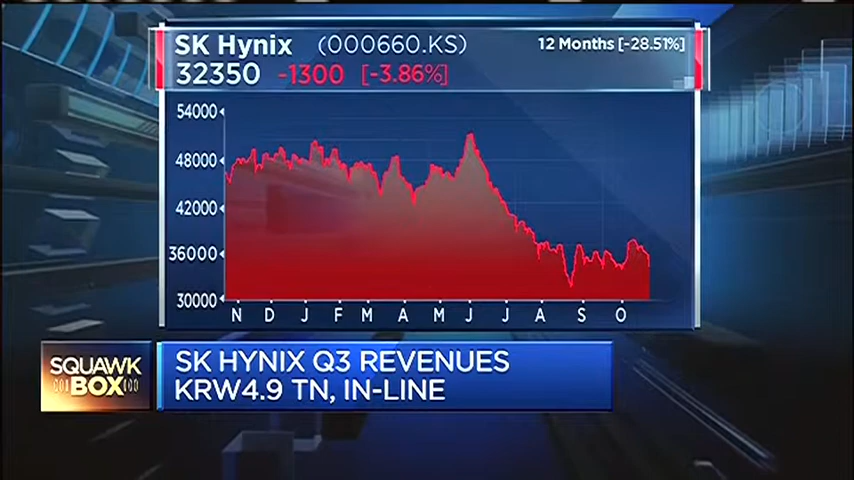 SK Hynix (000660.KS) 12 Months [-28.51%]
32350 -1300 [-3.86%]
54000
48000
42000
36000
30000
N D J F M A M J J A S O
SQUAWK BOX
SK HYNIX Q3 REVENUES
KRW4.9 TN, IN-LINE